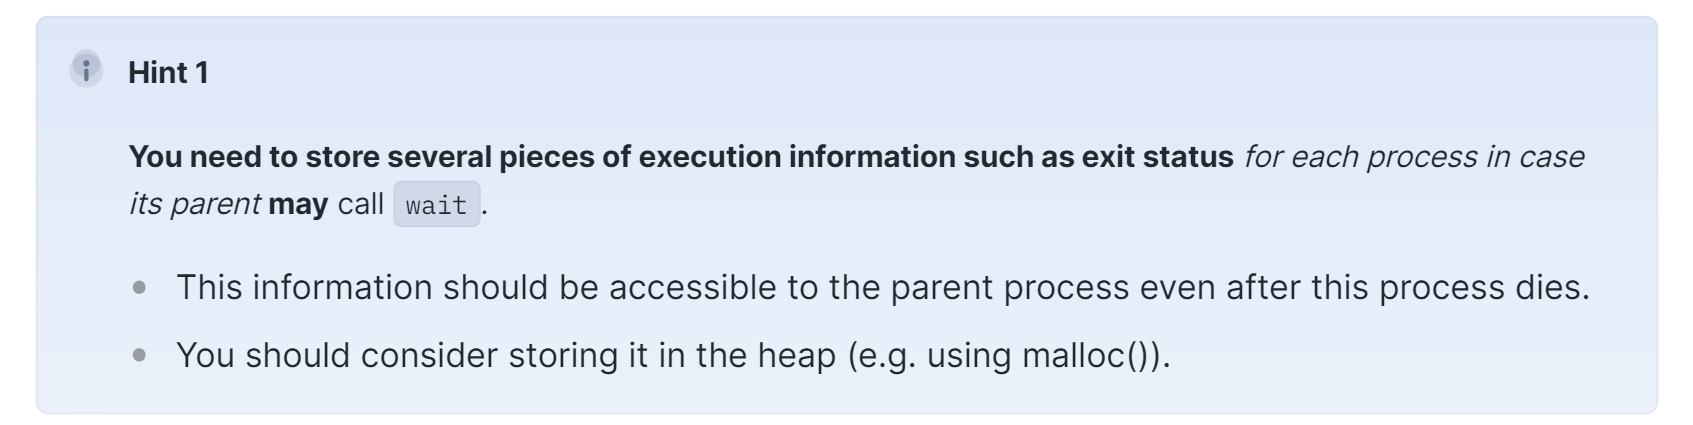 Hint 1
You need to store several pieces of execution information such as exit status for each process in case
its parent may call wait.
This information should be accessible to the parent process even after this process dies.
You should consider storing it in the heap (e.g. using malloc()).